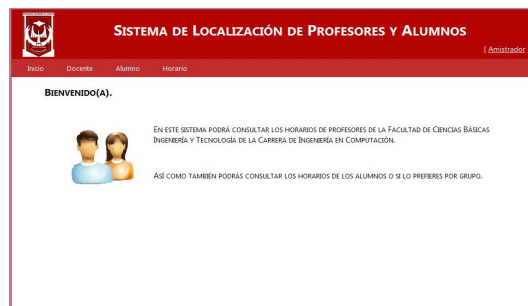 Sistema de Localización de Profesores y Alumnos
[ Amistrador
Inicio Docente Alumno Horario
Bienvenido(a).
En este sistema podrá consultar los horarios de profesores de la Facultad de Ciencias Básicas
Ingeniería y Tecnología de la Carrera de Ingeniería en Computación.
Así como también podrás consultar los horarios de los alumnos o si lo prefieres por grupo.